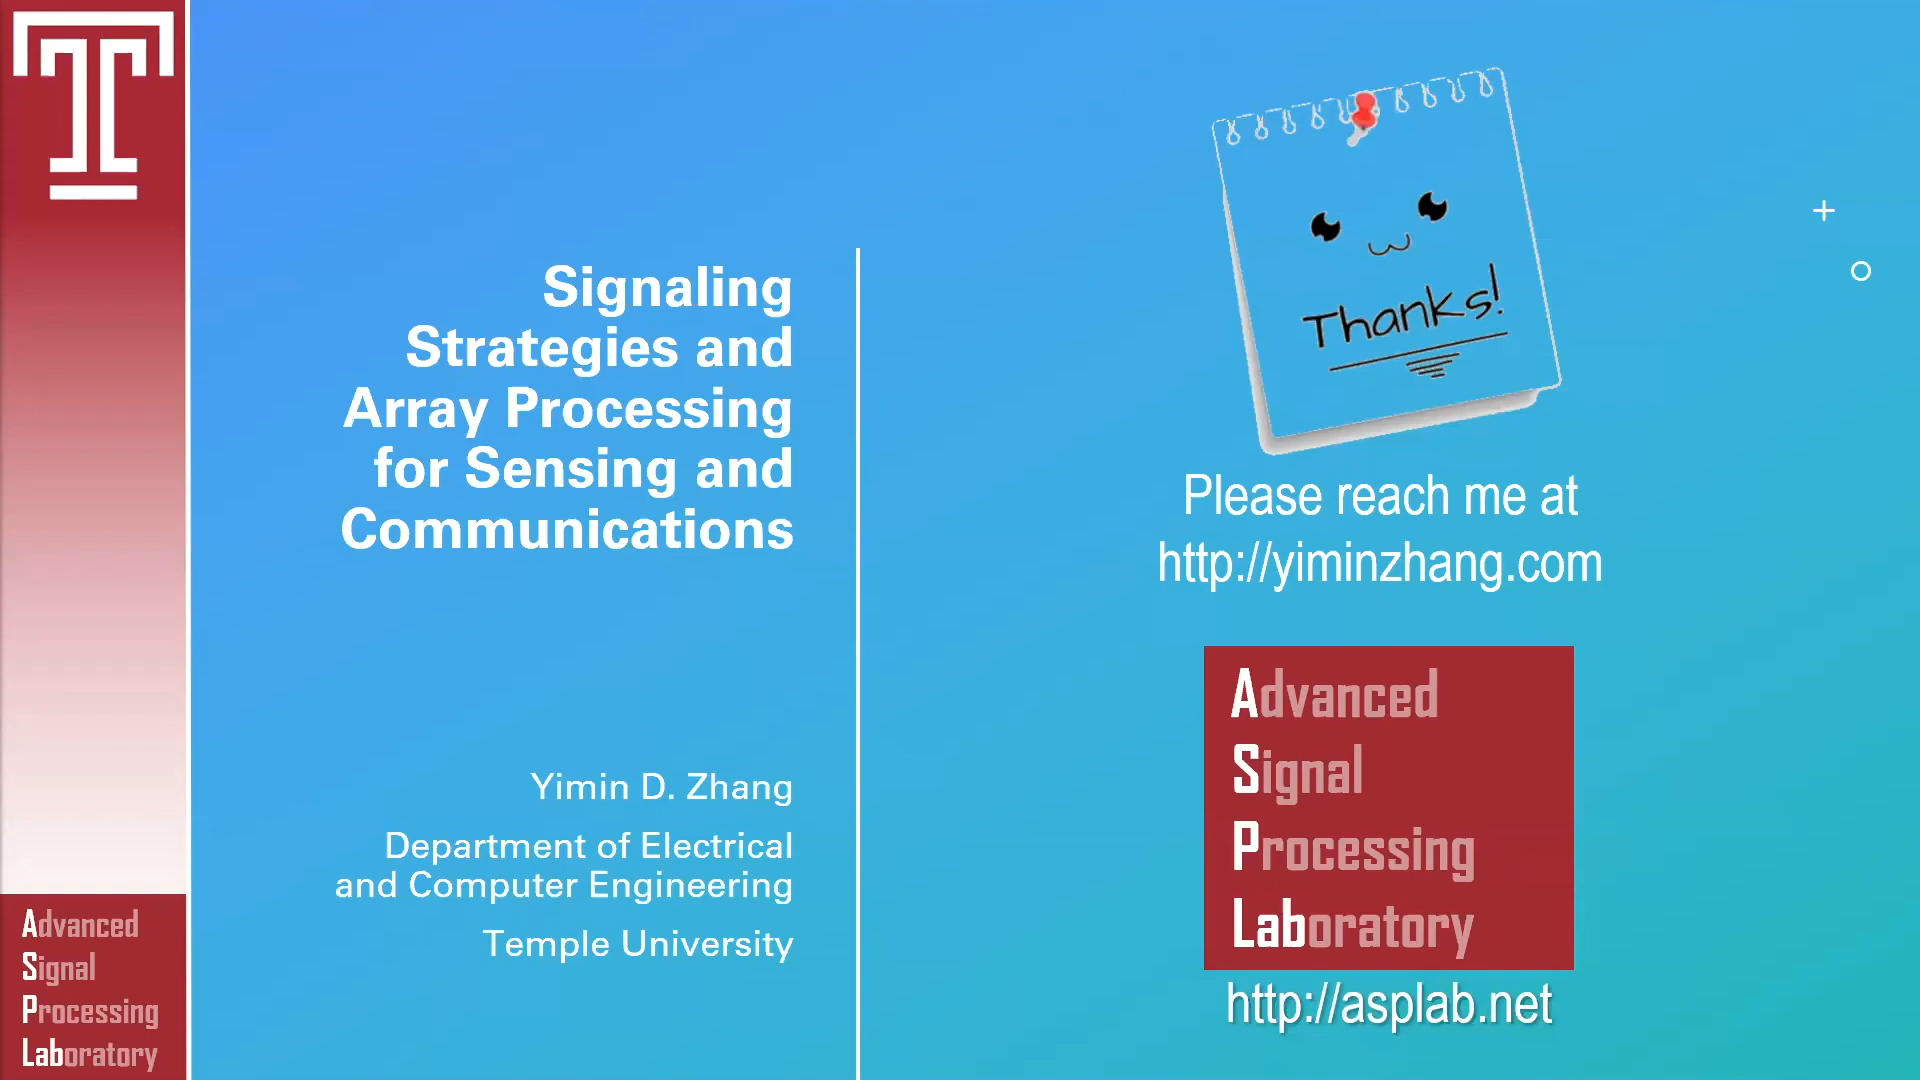 Signaling
Strategies and
Array Processing
for Sensing and
Communications
Yimin D. Zhang
Department of Electrical
and Computer Engineering
Temple University
Thanks!
Please reach me at
http://yiminzhang.com
Advanced
Signal
Processing
Laboratory
http://asplab.net
Advanced
Signal
Processing
Laboratory